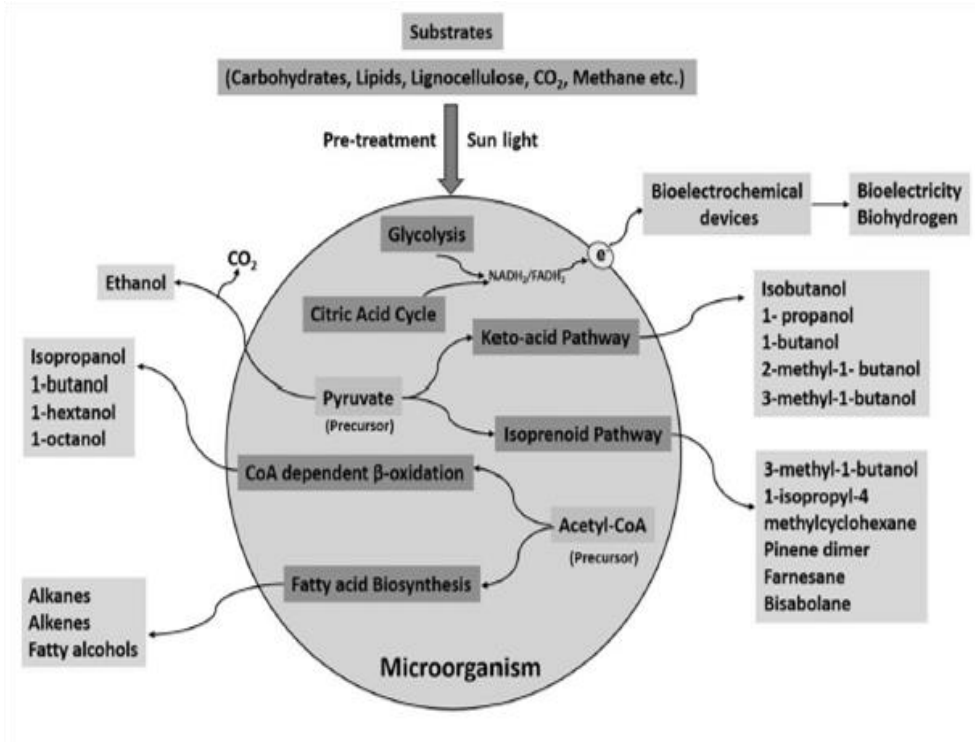 Substrates
(Carbohydrates, Lipids, Lignocellulose, CO₂, Methane etc.)
Pre-treatment
Sun light
Bioelectrochemical
devices
Bioelectricity
Biohydrogen
Glycolysis
e⁻
NADH₂/FADH₂
CO₂
Ethanol
Citric Acid Cycle
Keto-acid Pathway
Isobutanol
1- propanol
1-butanol
2-methyl-1- butanol
3-methyl-1-butanol
Isopropanol
1-butanol
1-hextanol
1-octanol
Pyruvate
(Precursor)
Isoprenoid Pathway
CoA dependent β-oxidation
3-methyl-1-butanol
1-isopropyl-4
methylcyclohexane
Pinene dimer
Farnesane
Bisabolane
Acetyl-CoA
(Precursor)
Fatty acid Biosynthesis
Alkanes
Alkenes
Fatty alcohols
Microorganism